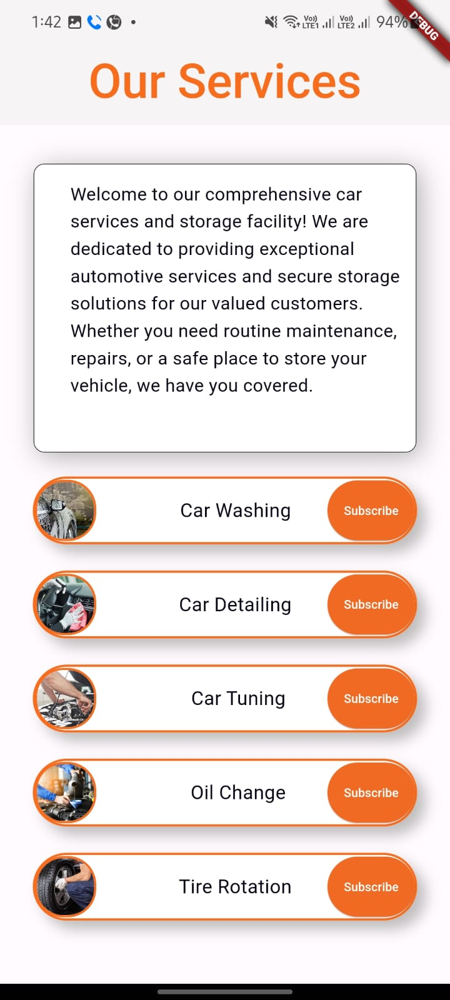 1:42
Vo)) LTE1
Vo)) LTE2
94%
DEBUG
Our Services
Welcome to our comprehensive car
services and storage facility! We are
dedicated to providing exceptional
automotive services and secure storage
solutions for our valued customers.
Whether you need routine maintenance,
repairs, or a safe place to store your
vehicle, we have you covered.
Car Washing Subscribe
Car Detailing Subscribe
Car Tuning Subscribe
Oil Change Subscribe
Tire Rotation Subscribe